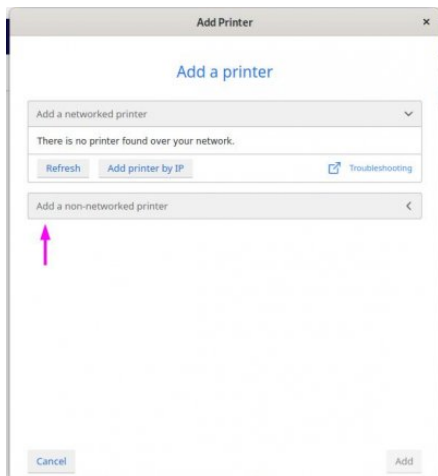 Add Printer
Add a printer
Add a networked printer
There is no printer found over your network.
Refresh Add printer by IP Troubleshooting
Add a non-networked printer
Cancel Add